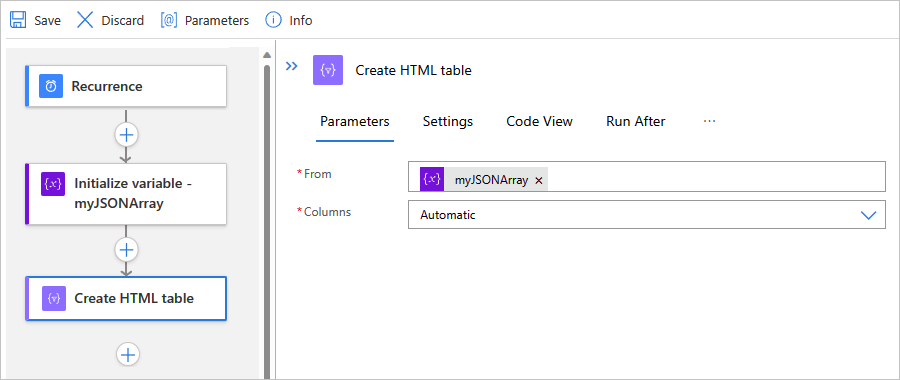 Save Discard [@] Parameters Info
Recurrence
Initialize variable -
myJSONArray
Create HTML table
Create HTML table
Parameters Settings Code View Run After ...
*From {x} myJSONArray ×
*Columns Automatic